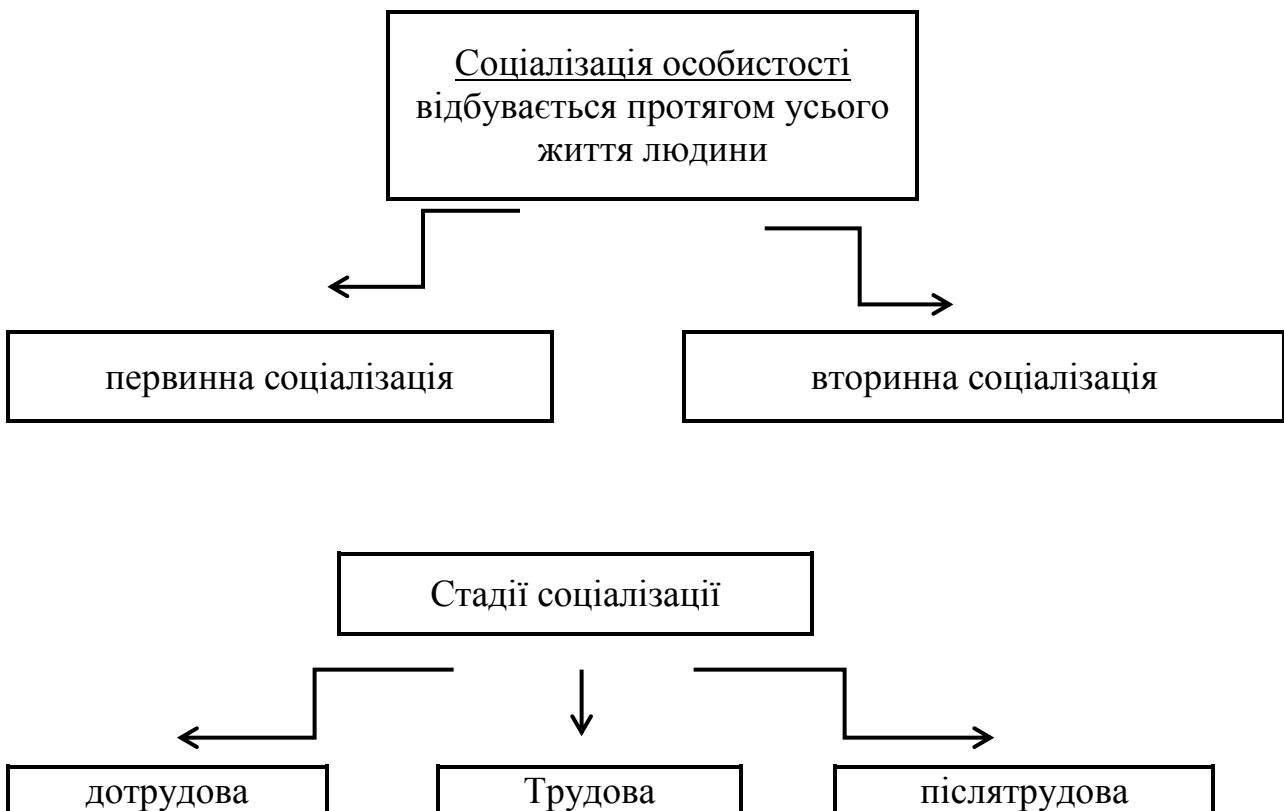 Соціалізація особистості
відбувається протягом усього
життя людини
первинна соціалізація
вторинна соціалізація
Стадії соціалізації
дотрудова
Трудова
післятрудова